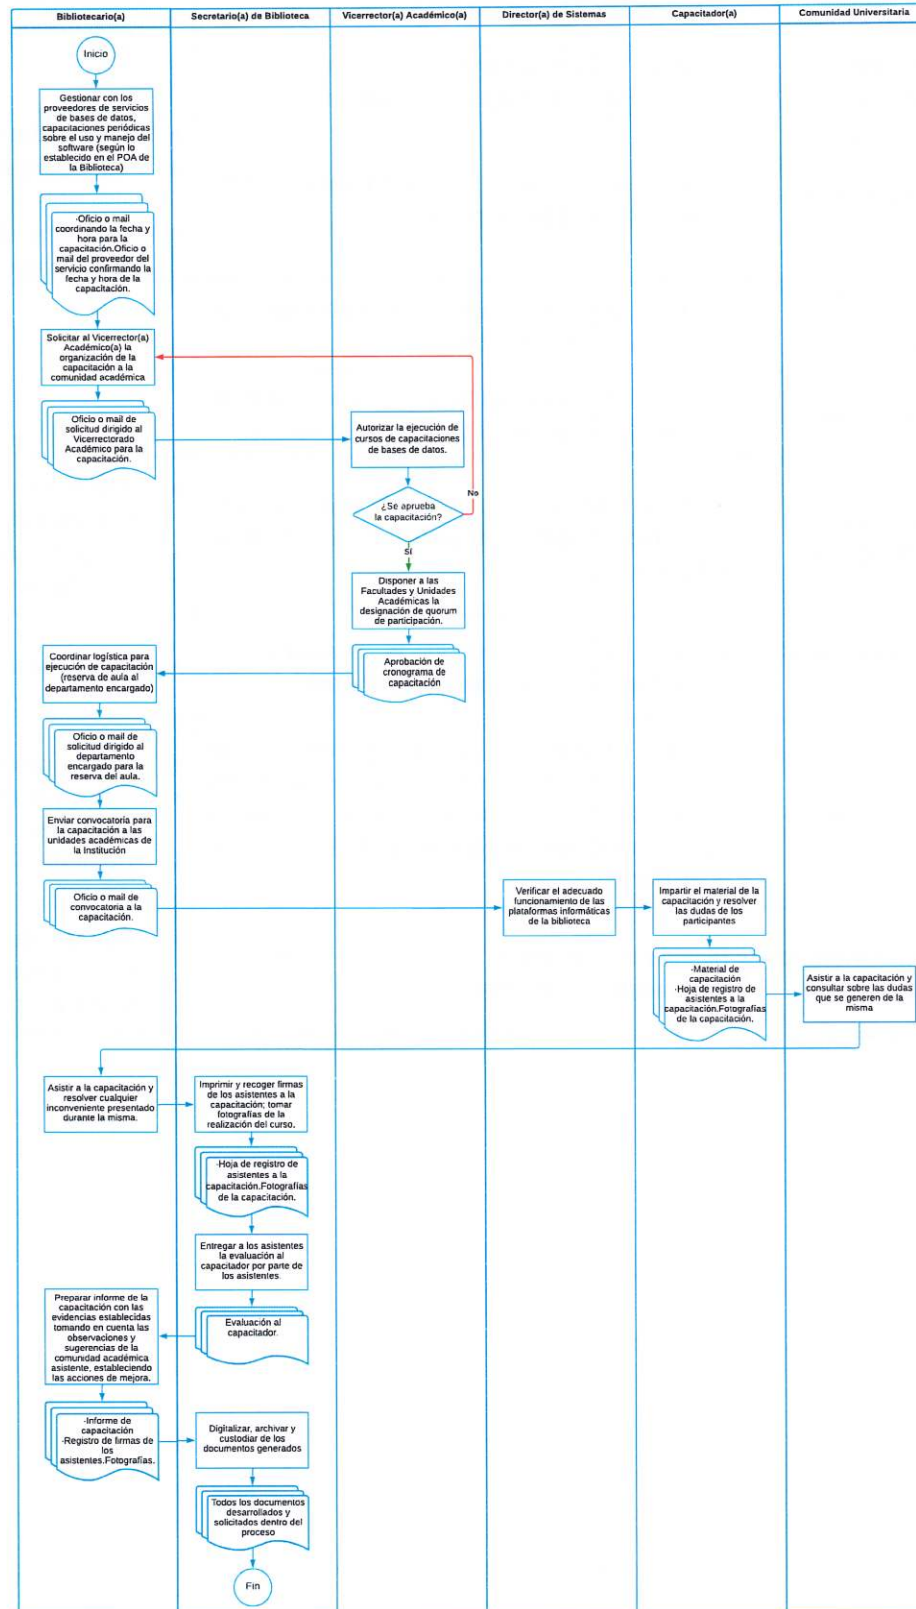 Bibliotecario(a)
Secretario(a) de Biblioteca
Vicerrector(a) Académico(a)
Director(a) de Sistemas
Capacitador(a)
Comunidad Universitaria
Inicio
Gestionar con los
proveedores de servicios
de bases de datos,
capacitaciones periódicas
sobre el uso y manejo del
software (según lo
establecido en el POA de
la Biblioteca)
-Oficio o mail
coordinando la fecha y
hora para la
capacitación.Oficio o
mail del proveedor del
servicio confirmando la
fecha y hora de la
capacitación.
Solicitar al Vicerrector(a)
Académico(a) la
organización de la
capacitación a la
comunidad académica
Oficio o mail de
solicitud dirigido al
Vicerrectorado
Académico para la
capacitación.
Autorizar la ejecución de
cursos de capacitaciones
de bases de datos.
No
¿Se aprueba
la capacitación?
Sí
Disponer a las
Facultades y Unidades
Académicas la
designación de quorum
de participación.
Aprobación de
cronograma de
capacitación
Coordinar logística para
ejecución de capacitación
(reserva de aula al
departamento encargado)
Oficio o mail de
solicitud dirigido al
departamento
encargado para la
reserva del aula.
Enviar convocatoria para
la capacitación a las
unidades académicas de
la Institución
Oficio o mail de
convocatoria a la
capacitación.
Verificar el adecuado
funcionamiento de las
plataformas informáticas
de la biblioteca
Impartir el material de la
capacitación y resolver
las dudas de los
participantes
-Material de
capacitación
-Hoja de registro de
asistentes a la
capacitación.Fotografías
de la capacitación.
Asistir a la capacitación y
consultar sobre las dudas
que se generen de la
misma
Asistir a la capacitación y
resolver cualquier
inconveniente presentado
durante la misma.
Imprimir y recoger firmas
de los asistentes a la
capacitación; tomar
fotografías de la
realización del curso.
-Hoja de registro de
asistentes a la
capacitación.Fotografías
de la capacitación.
Entregar a los asistentes
la evaluación al
capacitador por parte de
los asistentes.
Evaluación al
capacitador.
Preparar informe de la
capacitación con las
evidencias establecidas
tomando en cuenta las
observaciones y
sugerencias de la
comunidad académica
asistente, estableciendo
las acciones de mejora.
-Informe de
capacitación
-Registro de firmas de
los
asistentes.Fotografías.
Digitalizar, archivar y
custodiar de los
documentos generados
Todos los documentos
desarrollados y
solicitados dentro del
proceso
Fin